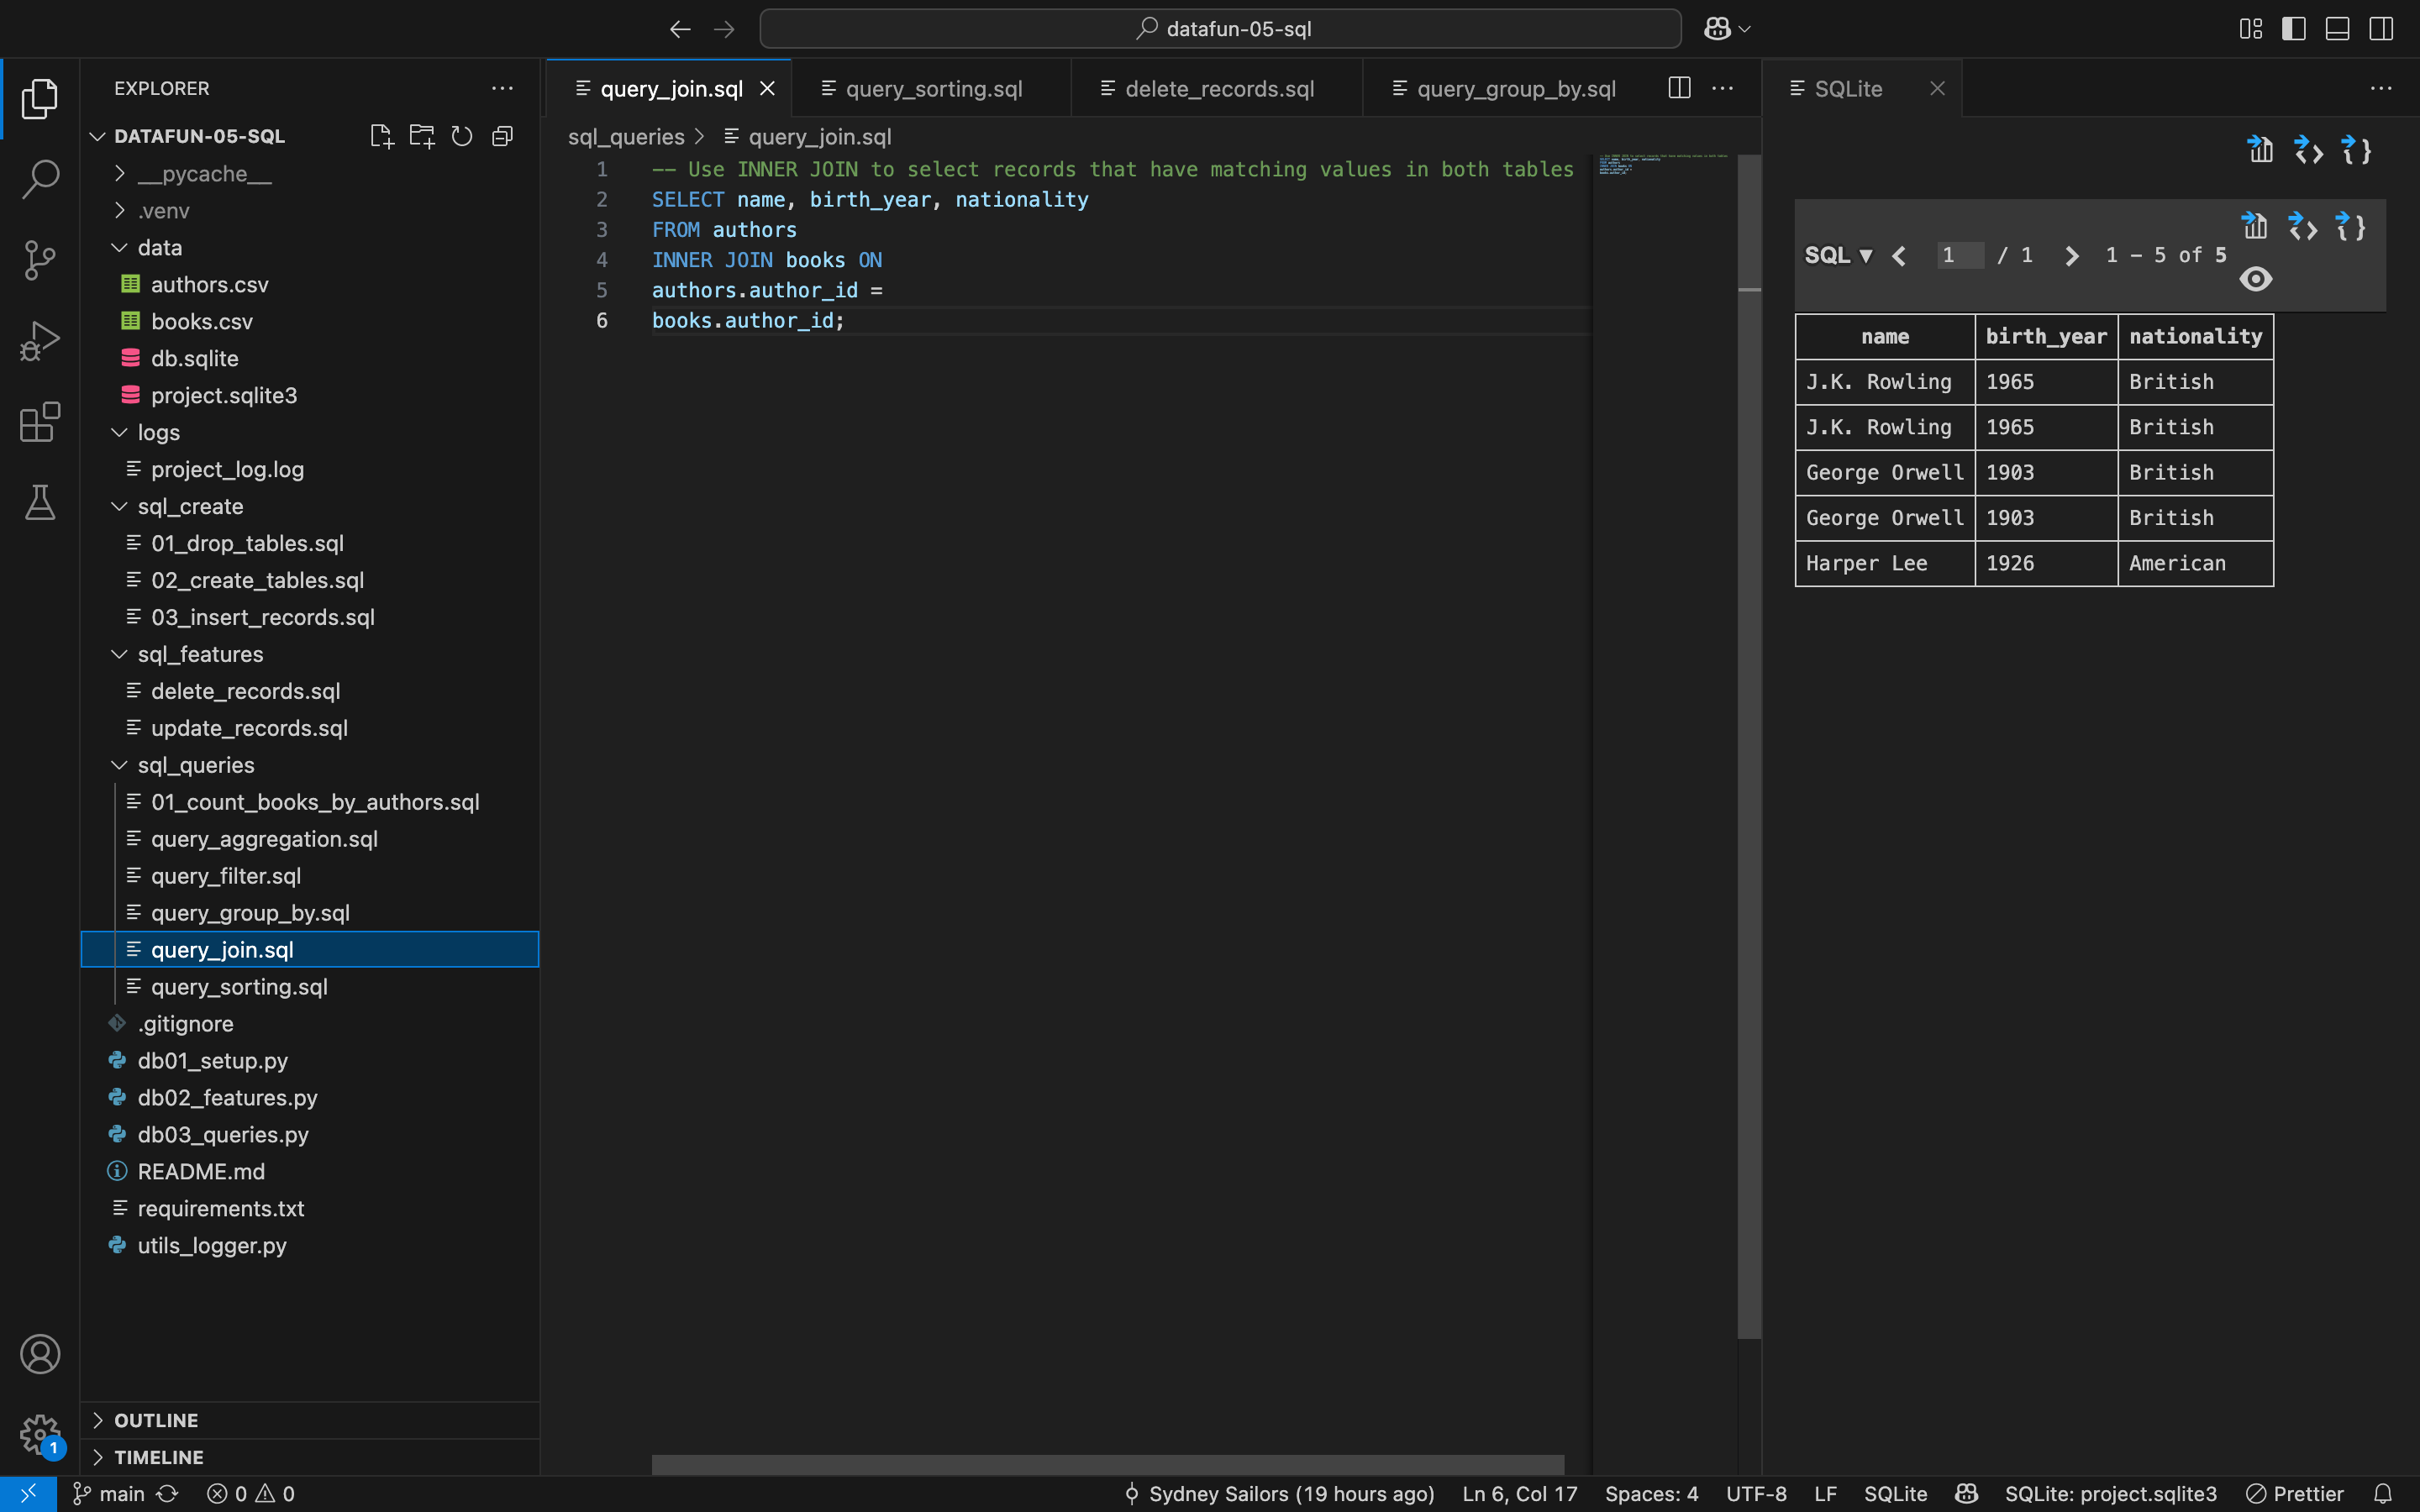 datafun-05-sql
EXPLORER
DATAFUN-05-SQL
__pycache__
.venv
data
authors.csv
books.csv
db.sqlite
project.sqlite3
logs
project_log.log
sql_create
01_drop_tables.sql
02_create_tables.sql
03_insert_records.sql
sql_features
delete_records.sql
update_records.sql
sql_queries
01_count_books_by_authors.sql
query_aggregation.sql
query_filter.sql
query_group_by.sql
query_join.sql
query_sorting.sql
.gitignore
db01_setup.py
db02_features.py
db03_queries.py
README.md
requirements.txt
utils_logger.py
OUTLINE
TIMELINE
query_join.sql query_sorting.sql delete_records.sql query_group_by.sql
sql_queries > query_join.sql
1 -- Use INNER JOIN to select records that have matching values in both tables
2 SELECT name, birth_year, nationality
3 FROM authors
4 INNER JOIN books ON
5 authors.author_id =
6 books.author_id;
SQLite
SQL ▼ < 1 / 1 > 1 – 5 of 5
name birth_year nationality
J.K. Rowling 1965 British
J.K. Rowling 1965 British
George Orwell 1903 British
George Orwell 1903 British
Harper Lee 1926 American
1
main 0 0 Sydney Sailors (19 hours ago) Ln 6, Col 17 Spaces: 4 UTF-8 LF SQLite SQLite: project.sqlite3 Prettier